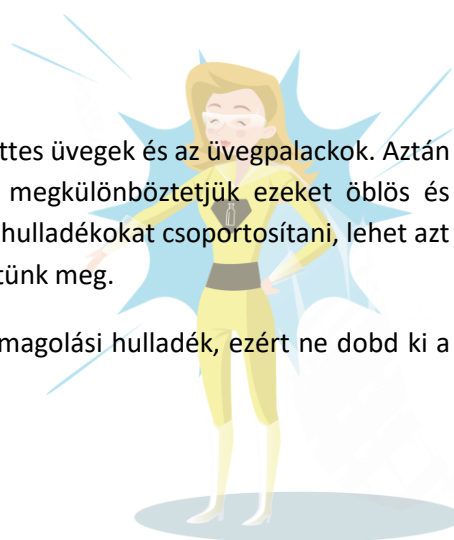 ttes üvegek és az üvegpalackok. Aztán
megkülönböztetjük ezeket öblös és
hulladékokat csoportosítani, lehet azt
tünk meg.
magolási hulladék, ezért ne dobd ki a